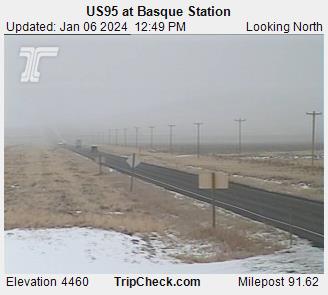 US95 at Basque Station
Updated: Jan 06 2024 12:49 PM Looking North
Elevation 4460 TripCheck.com Milepost 91.62